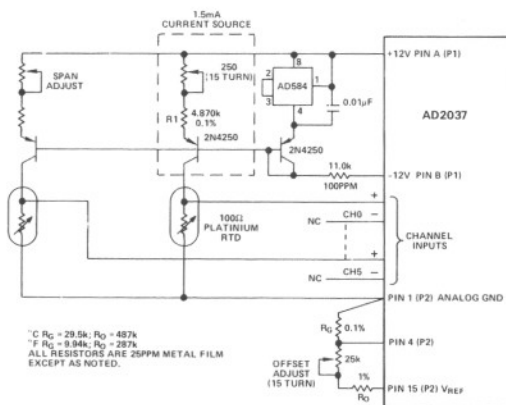 1.5mA
CURRENT SOURCE
+12V PIN A (P1)
SPAN
ADJUST
250
(15 TURN)
8
2
3
AD584
1
4
0.01μF
AD2037
R1
4.870k
0.1%
2N4250
2N4250
11.0k
100PPM
-12V PIN B (P1)
100Ω
PLATINIUM
RTD
+
NC
CH0
−
CHANNEL
INPUTS
+
NC
CH5
−
PIN 1 (P2) ANALOG GND
°C RG = 29.5k; RO = 487k
°F RG = 9.94k; RO = 287k
ALL RESISTORS ARE 25PPM METAL FILM
EXCEPT AS NOTED.
RG
0.1%
PIN 4 (P2)
OFFSET
ADJUST
(15 TURN)
25k
1%
RO
PIN 15 (P2) VREF